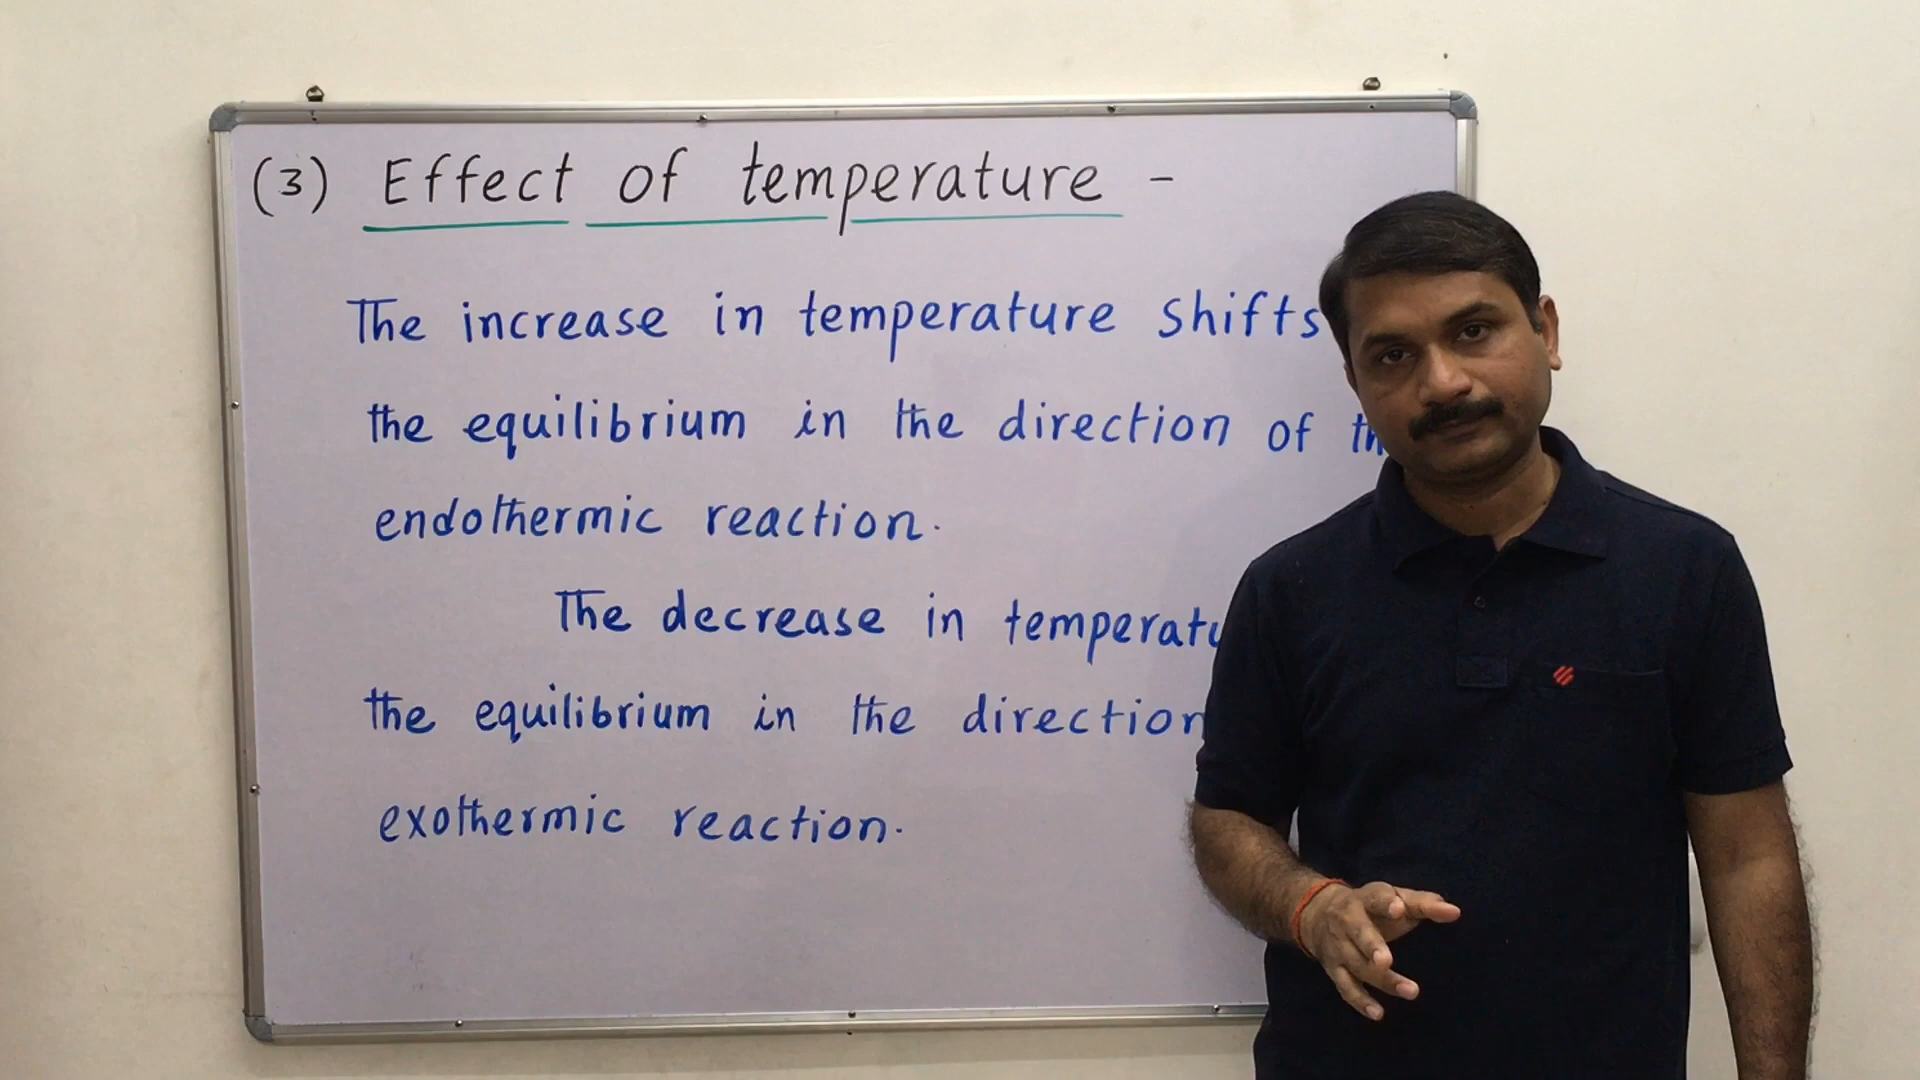 (3) Effect of temperature -
The increase in temperature shifts
the equilibrium in the direction of
endothermic reaction.
The decrease in
the equilibrium in the direction
exothermic reaction.